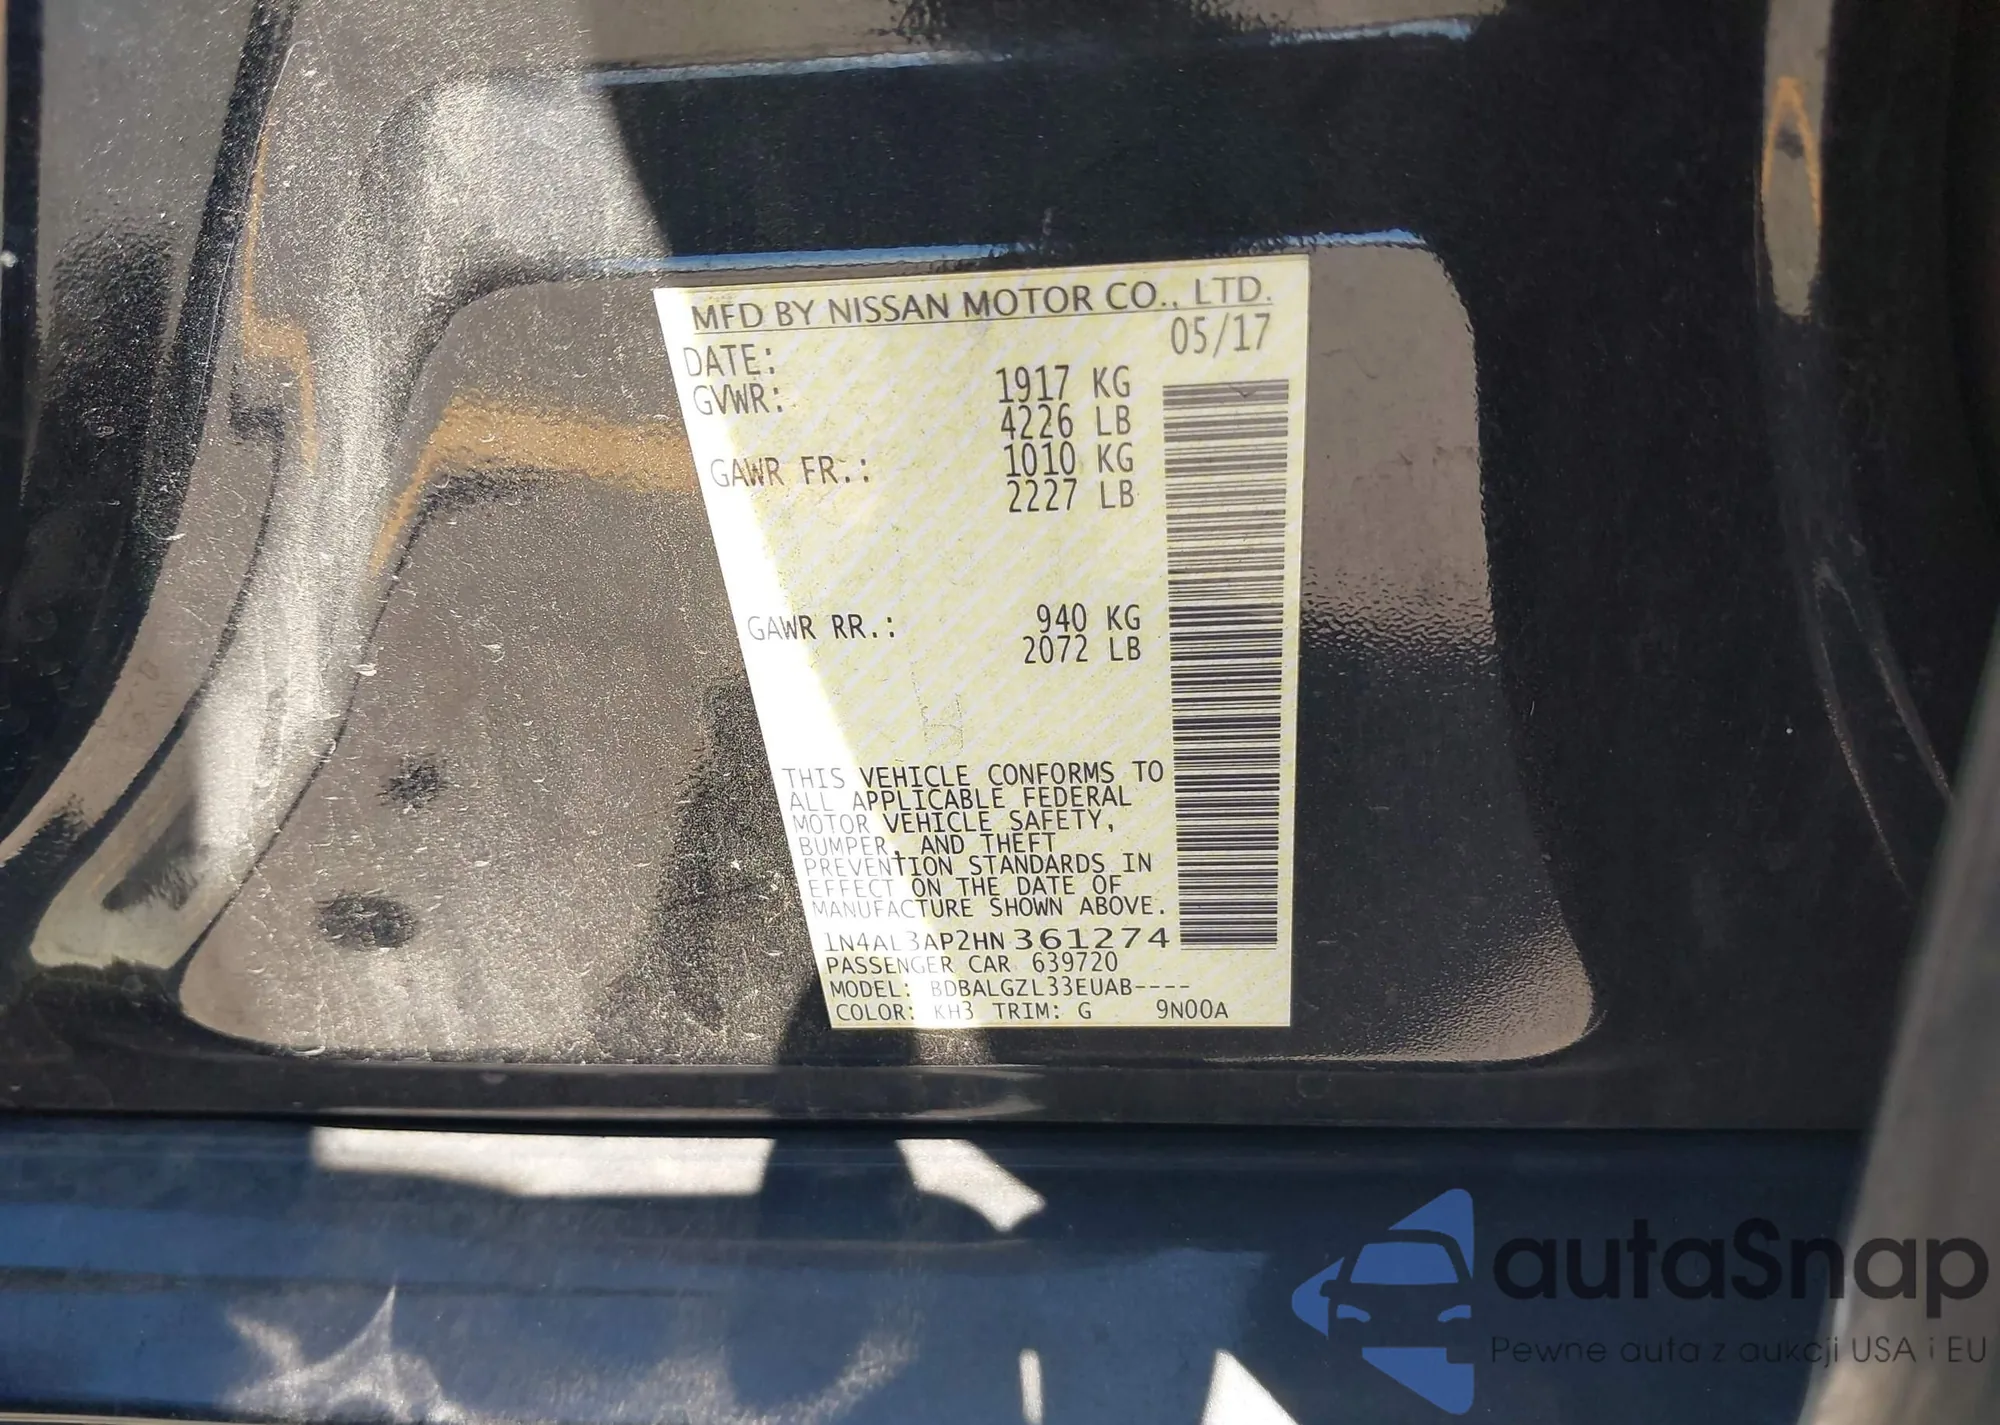 MFD BY NISSAN MOTOR CO., LTD.
DATE: 05/17
GVWR: 1917 KG
4226 LB
GAWR FR.: 1010 KG
2227 LB
GAWR RR.: 940 KG
2072 LB
THIS VEHICLE CONFORMS TO
ALL APPLICABLE FEDERAL
MOTOR VEHICLE SAFETY,
BUMPER, AND THEFT
PREVENTION STANDARDS IN
EFFECT ON THE DATE OF
MANUFACTURE SHOWN ABOVE.
1N4AL3AP2HN361274
PASSENGER CAR 639720
MODEL: BDBALGZL33EUAB----
COLOR: KH3 TRIM: G 9N00A
autaSnap
Pewne auta z aukcji USA i EU